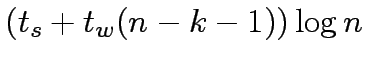 (t_s + t_w(n − k − 1)) log n